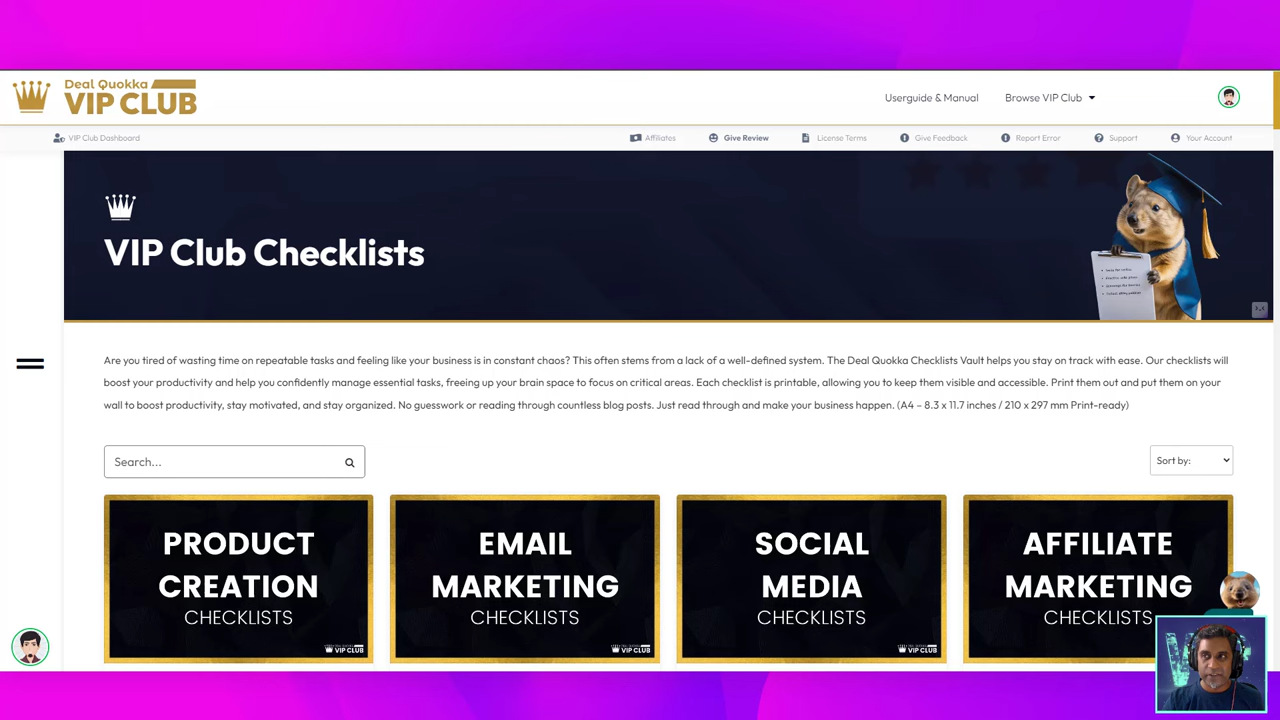 Deal Quokka
VIP CLUB
Userguide & Manual
Browse VIP Club
VIP Club Dashboard
Affiliates
Give Review
License Terms
Give Feedback
Report Error
Support
Your Account
VIP Club Checklists
Are you tired of wasting time on repeatable tasks and feeling like your business is in constant chaos? This often stems from a lack of a well-defined system. The Deal Quokka Checklists Vault helps you stay on track with ease. Our checklists will
boost your productivity and help you confidently manage essential tasks, freeing up your brain space to focus on critical areas. Each checklist is printable, allowing you to keep them visible and accessible. Print them out and put them on your
wall to boost productivity, stay motivated, and stay organized. No guesswork or reading through countless blog posts. Just read through and make your business happen. (A4 – 8.3 x 11.7 inches / 210 x 297 mm Print-ready)
Search...
Sort by:
PRODUCT
CREATION
CHECKLISTS
VIP CLUB
EMAIL
MARKETING
CHECKLISTS
VIP CLUB
SOCIAL
MEDIA
CHECKLISTS
VIP CLUB
AFFILIATE
MARKETING
CHECKLISTS